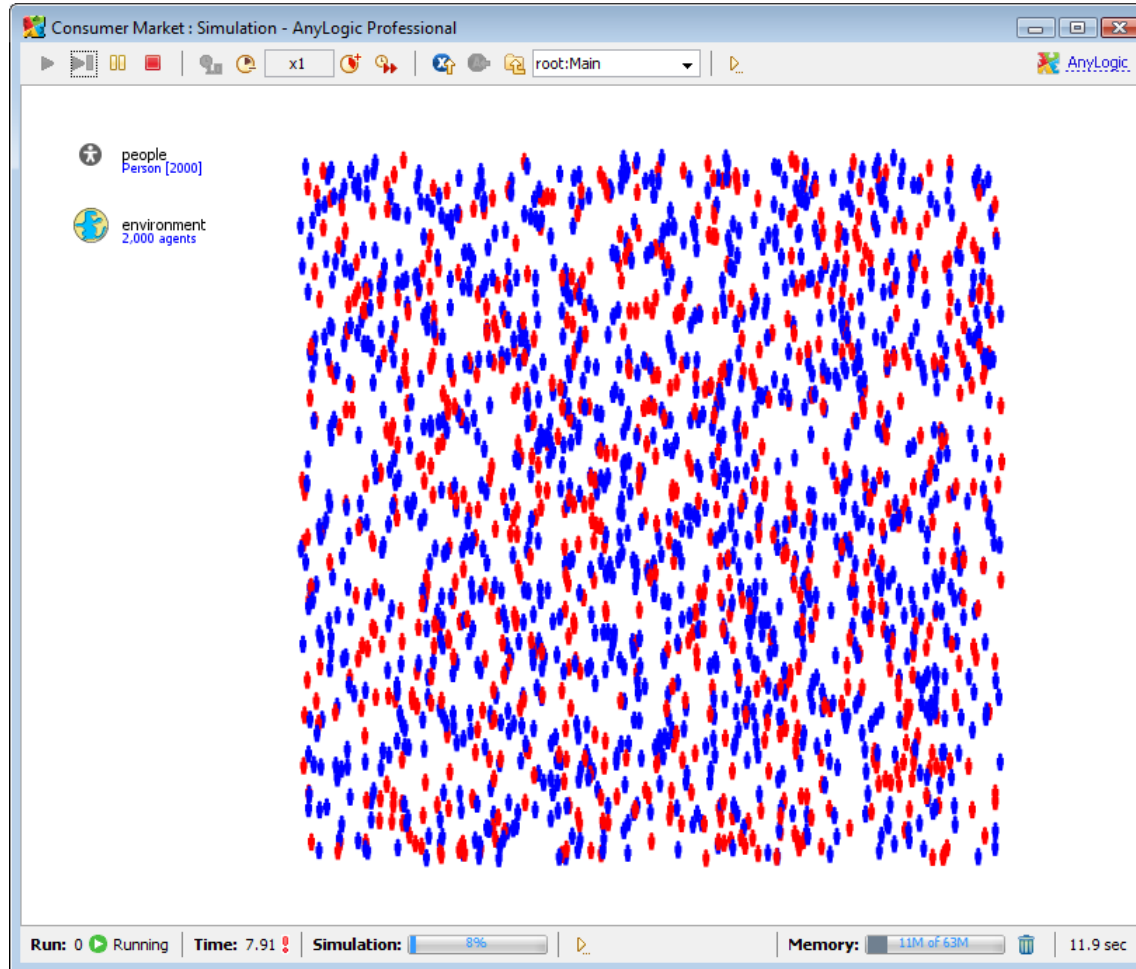 Consumer Market : Simulation - AnyLogic Professional
x1 root:Main AnyLogic
people
Person [2000]
environment
2,000 agents
Run: 0 Running Time: 7.91 Simulation: 8% Memory: 11M of 63M 11.9 sec